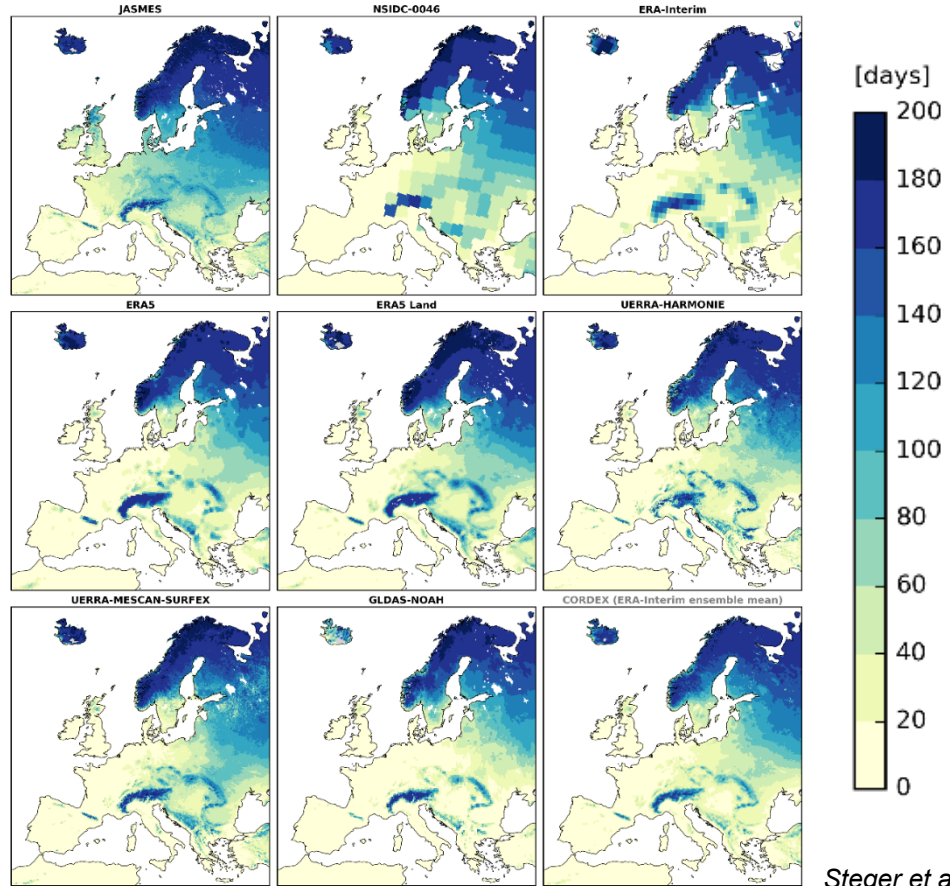 JASMES
NSIDC-0046
ERA-Interim
[days]
200
180
160
140
120
100
80
60
40
20
0
ERA5
ERA5 Land
UERRA-HARMONIE
UERRA-MESCAN-SURFEX
GLDAS-NOAH
CORDEX (ERA-Interim ensemble mean)
Steger et a